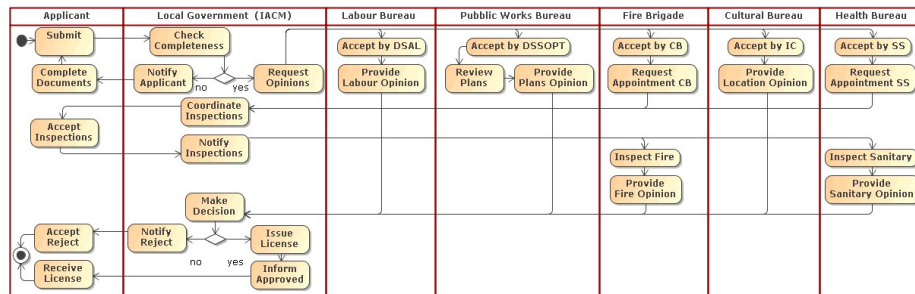 Applicant
Local Government (IACM)
Labour Bureau
Pubblic Works Bureau
Fire Brigade
Cultural Bureau
Health Bureau
Submit
Check
Completeness
Accept by DSAL
Accept by DSSOPT
Accept by CB
Accept by IC
Accept by SS
Complete
Documents
Notify
Applicant
no
yes
Request
Opinions
Provide
Labour Opinion
Review
Plans
Provide
Plans Opinion
Request
Appointment CB
Provide
Location Opinion
Request
Appointment SS
Coordinate
Inspections
Accept
Inspections
Notify
Inspections
Inspect Fire
Inspect Sanitary
Provide
Fire Opinion
Provide
Sanitary Opinion
Make
Decision
Accept
Reject
Notify
Reject
Issue
License
no
yes
Receive
License
Inform
Approved